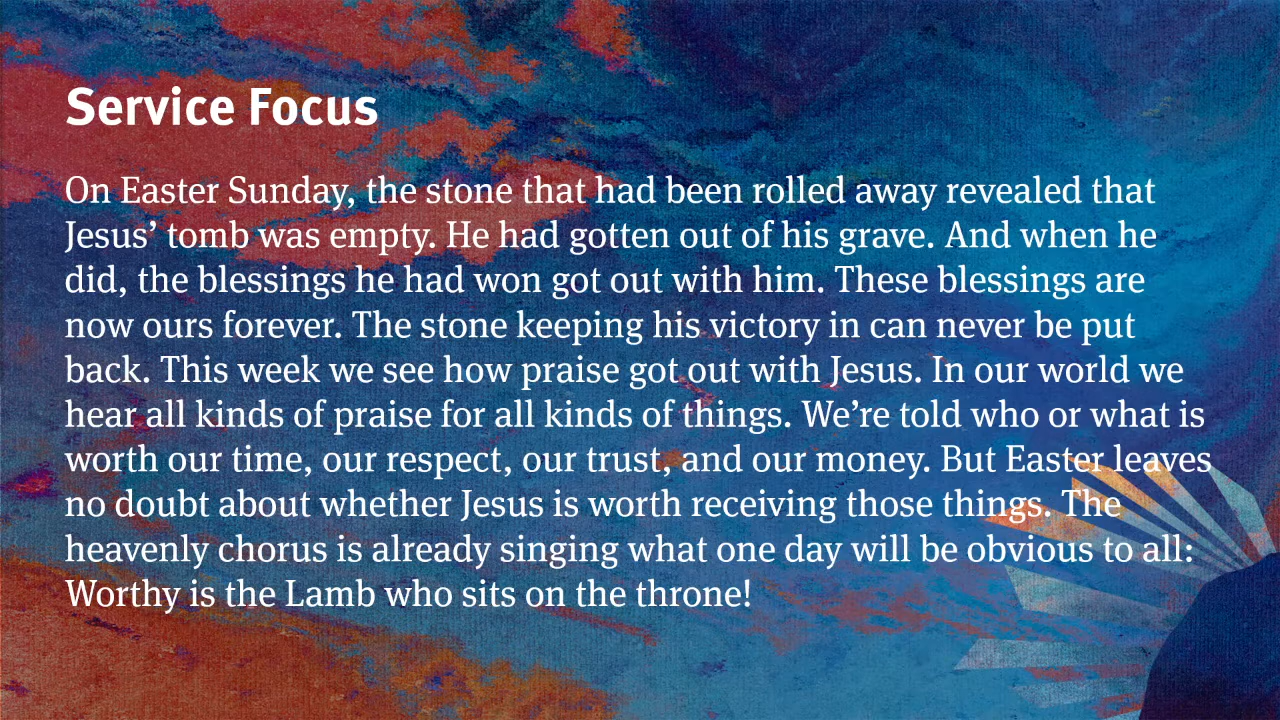 Service Focus
On Easter Sunday, the stone that had been rolled away revealed that
Jesus’ tomb was empty. He had gotten out of his grave. And when he
did, the blessings he had won got out with him. These blessings are
now ours forever. The stone keeping his victory in can never be put
back. This week we see how praise got out with Jesus. In our world we
hear all kinds of praise for all kinds of things. We’re told who or what is
worth our time, our respect, our trust, and our money. But Easter leaves
no doubt about whether Jesus is worth receiving those things. The
heavenly chorus is already singing what one day will be obvious to all:
Worthy is the Lamb who sits on the throne!